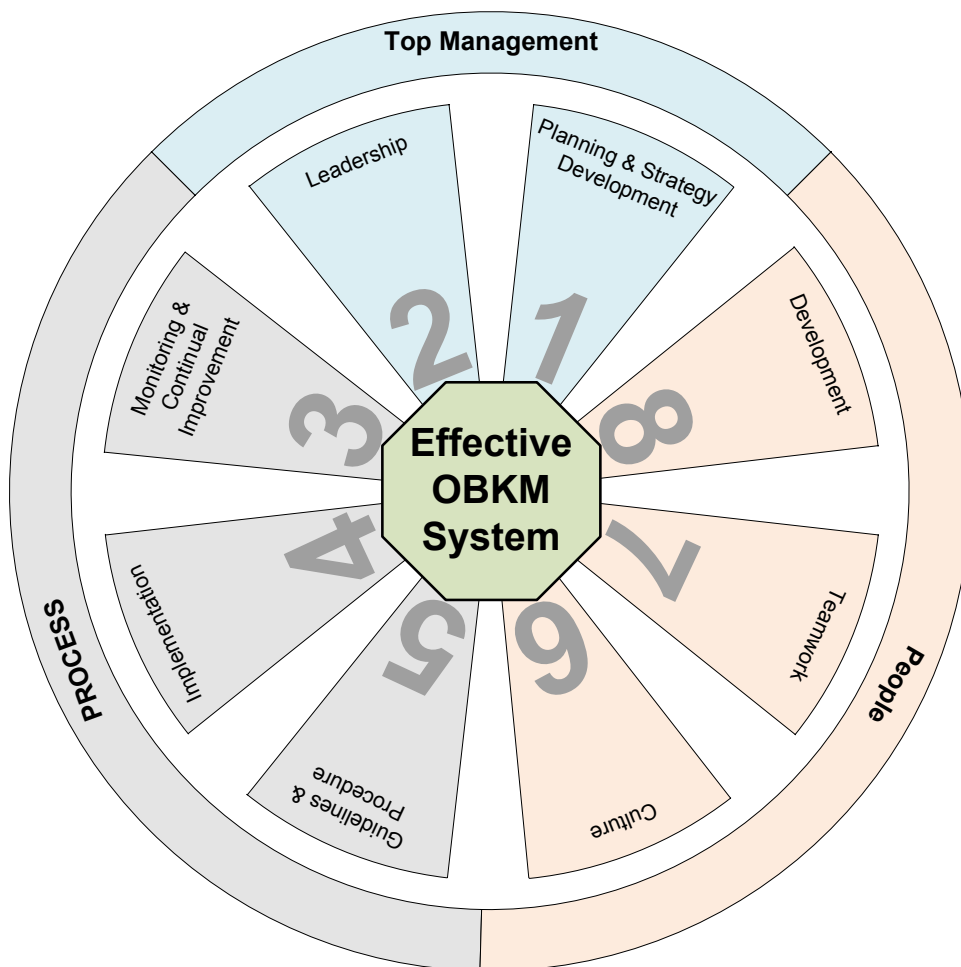 Top Management
Planning & Strategy
Development
1
Leadership
2
Monitoring &
Continual
Improvement
3
Implementation
4
Guidelines &
Procedure
5
Culture
6
Teamwork
7
Development
8
Effective
OBKM
System
PROCESS
People